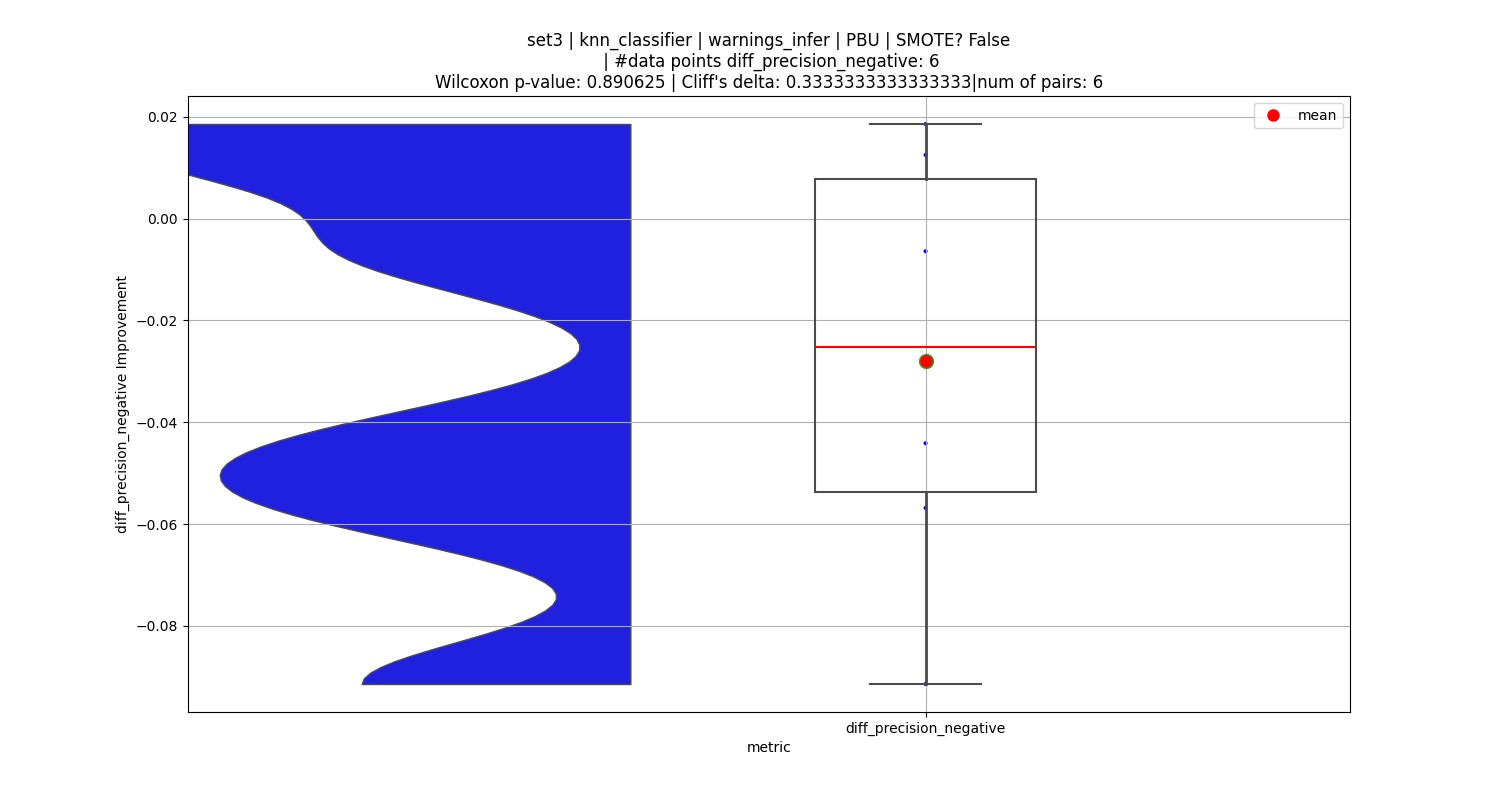 set3 | knn_classifier | warnings_infer | PBU | SMOTE? False
| #data points diff_precision_negative: 6
Wilcoxon p-value: 0.890625 | Cliff's delta: 0.3333333333333333|num of pairs: 6
mean
diff_precision_negative Improvement
0.02
0.00
−0.02
−0.04
−0.06
−0.08
diff_precision_negative
metric